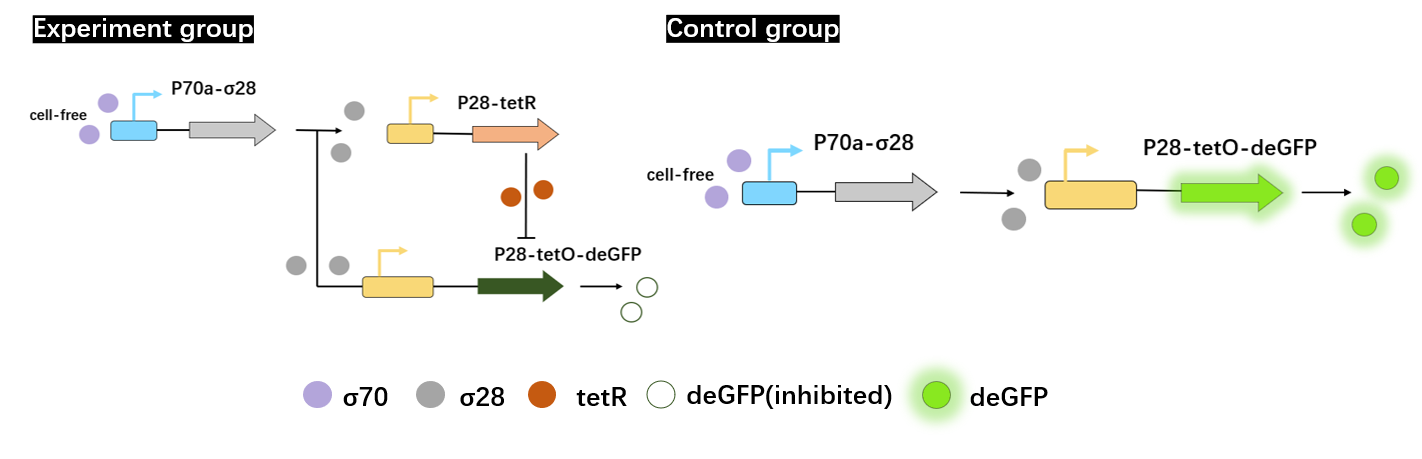 Experiment group
Control group
P70a-σ28
cell-free
P28-tetR
P28-tetO-deGFP
P70a-σ28
cell-free
P28-tetO-deGFP
σ70
σ28
tetR
deGFP(inhibited)
deGFP